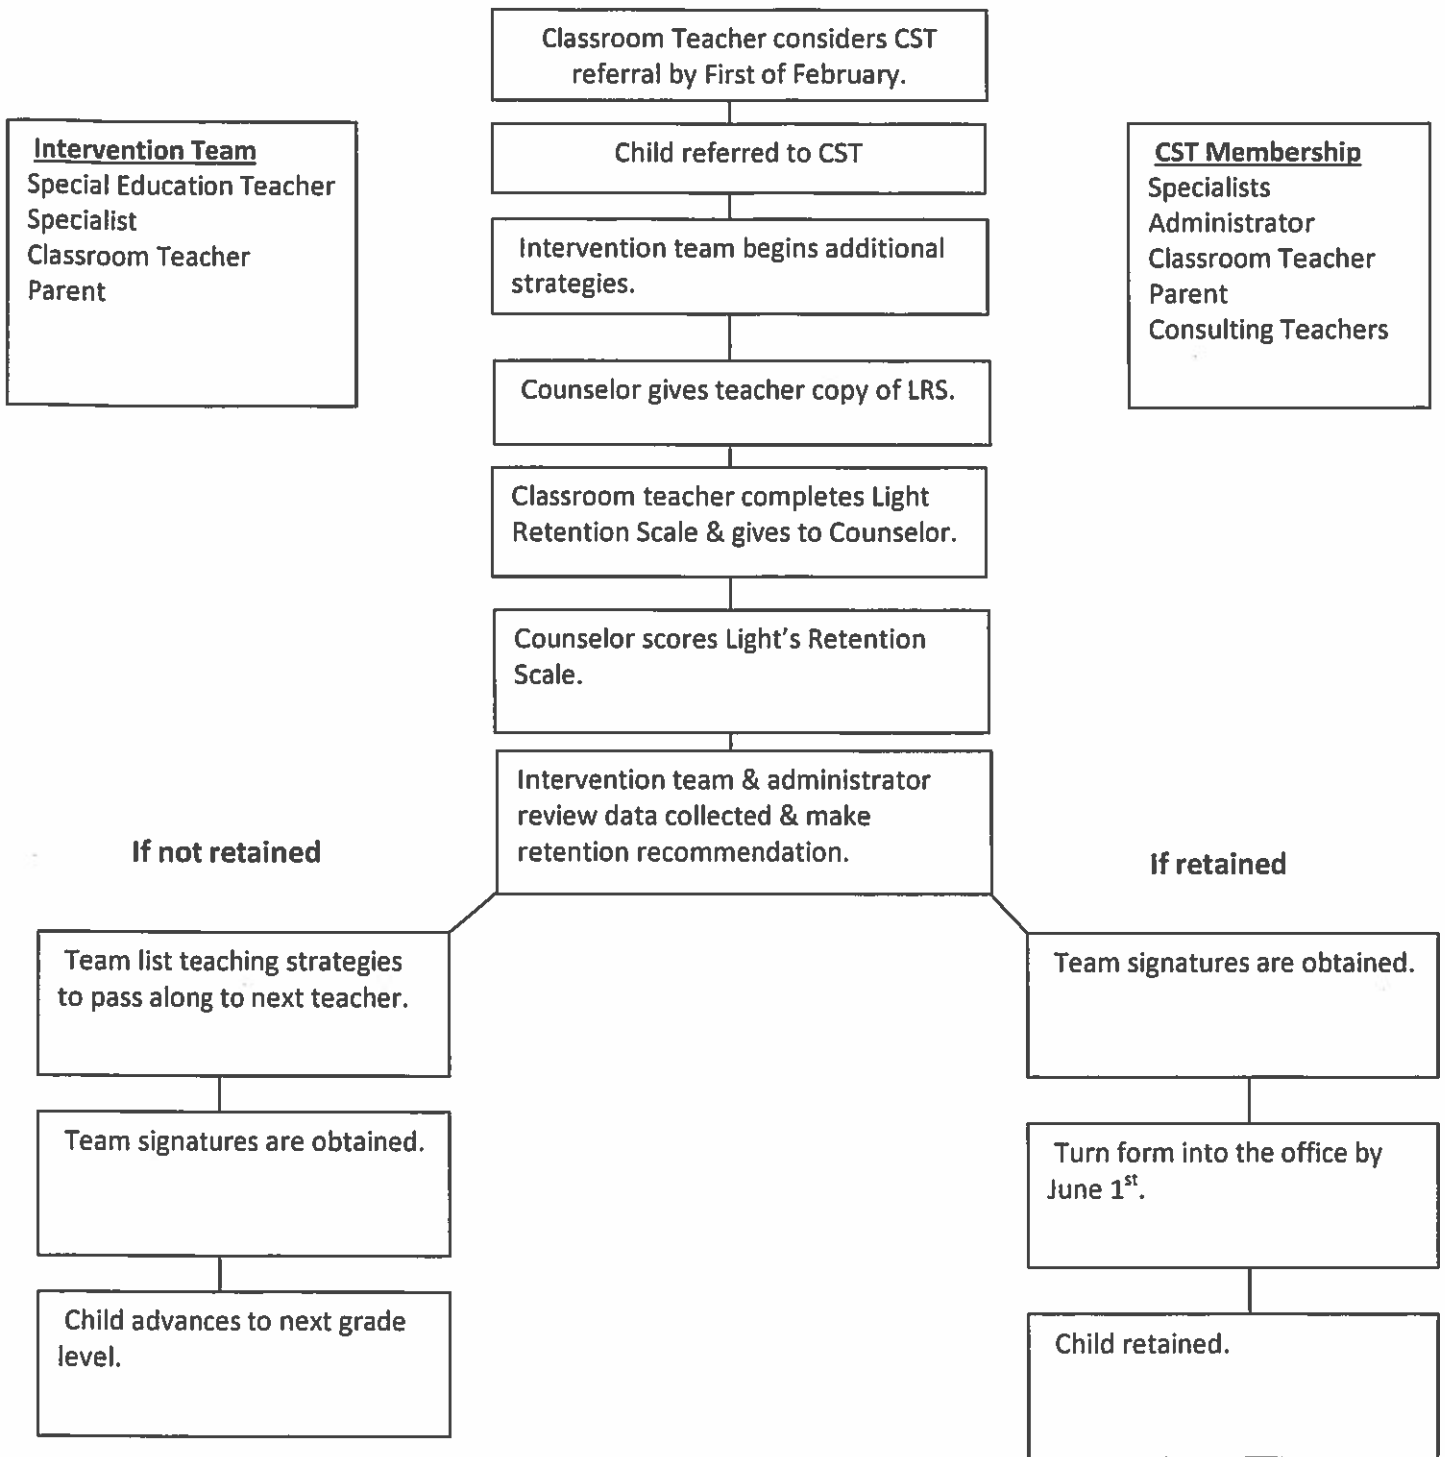 Classroom Teacher considers CST
referral by First of February.
Intervention Team
Special Education Teacher
Specialist
Classroom Teacher
Parent
Child referred to CST
CST Membership
Specialists
Administrator
Classroom Teacher
Parent
Consulting Teachers
Intervention team begins additional
strategies.
Counselor gives teacher copy of LRS.
Classroom teacher completes Light
Retention Scale & gives to Counselor.
Counselor scores Light's Retention
Scale.
Intervention team & administrator
review data collected & make
retention recommendation.
If not retained
If retained
Team list teaching strategies
to pass along to next teacher.
Team signatures are obtained.
Child advances to next grade
level.
Team signatures are obtained.
Turn form into the office by
June 1st.
Child retained.